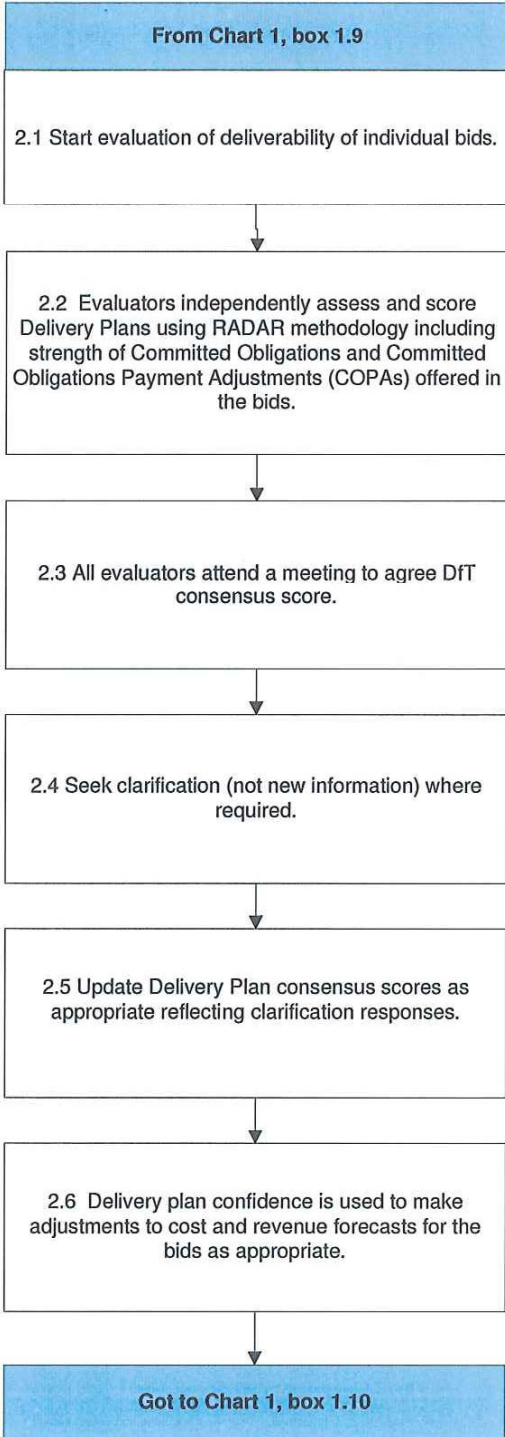 From Chart 1, box 1.9
2.1 Start evaluation of deliverability of individual bids.
2.2 Evaluators independently assess and score
Delivery Plans using RADAR methodology including
strength of Committed Obligations and Committed
Obligations Payment Adjustments (COPAs) offered in
the bids.
2.3 All evaluators attend a meeting to agree DfT
consensus score.
2.4 Seek clarification (not new information) where
required.
2.5 Update Delivery Plan consensus scores as
appropriate reflecting clarification responses.
2.6 Delivery plan confidence is used to make
adjustments to cost and revenue forecasts for the
bids as appropriate.
Got to Chart 1, box 1.10